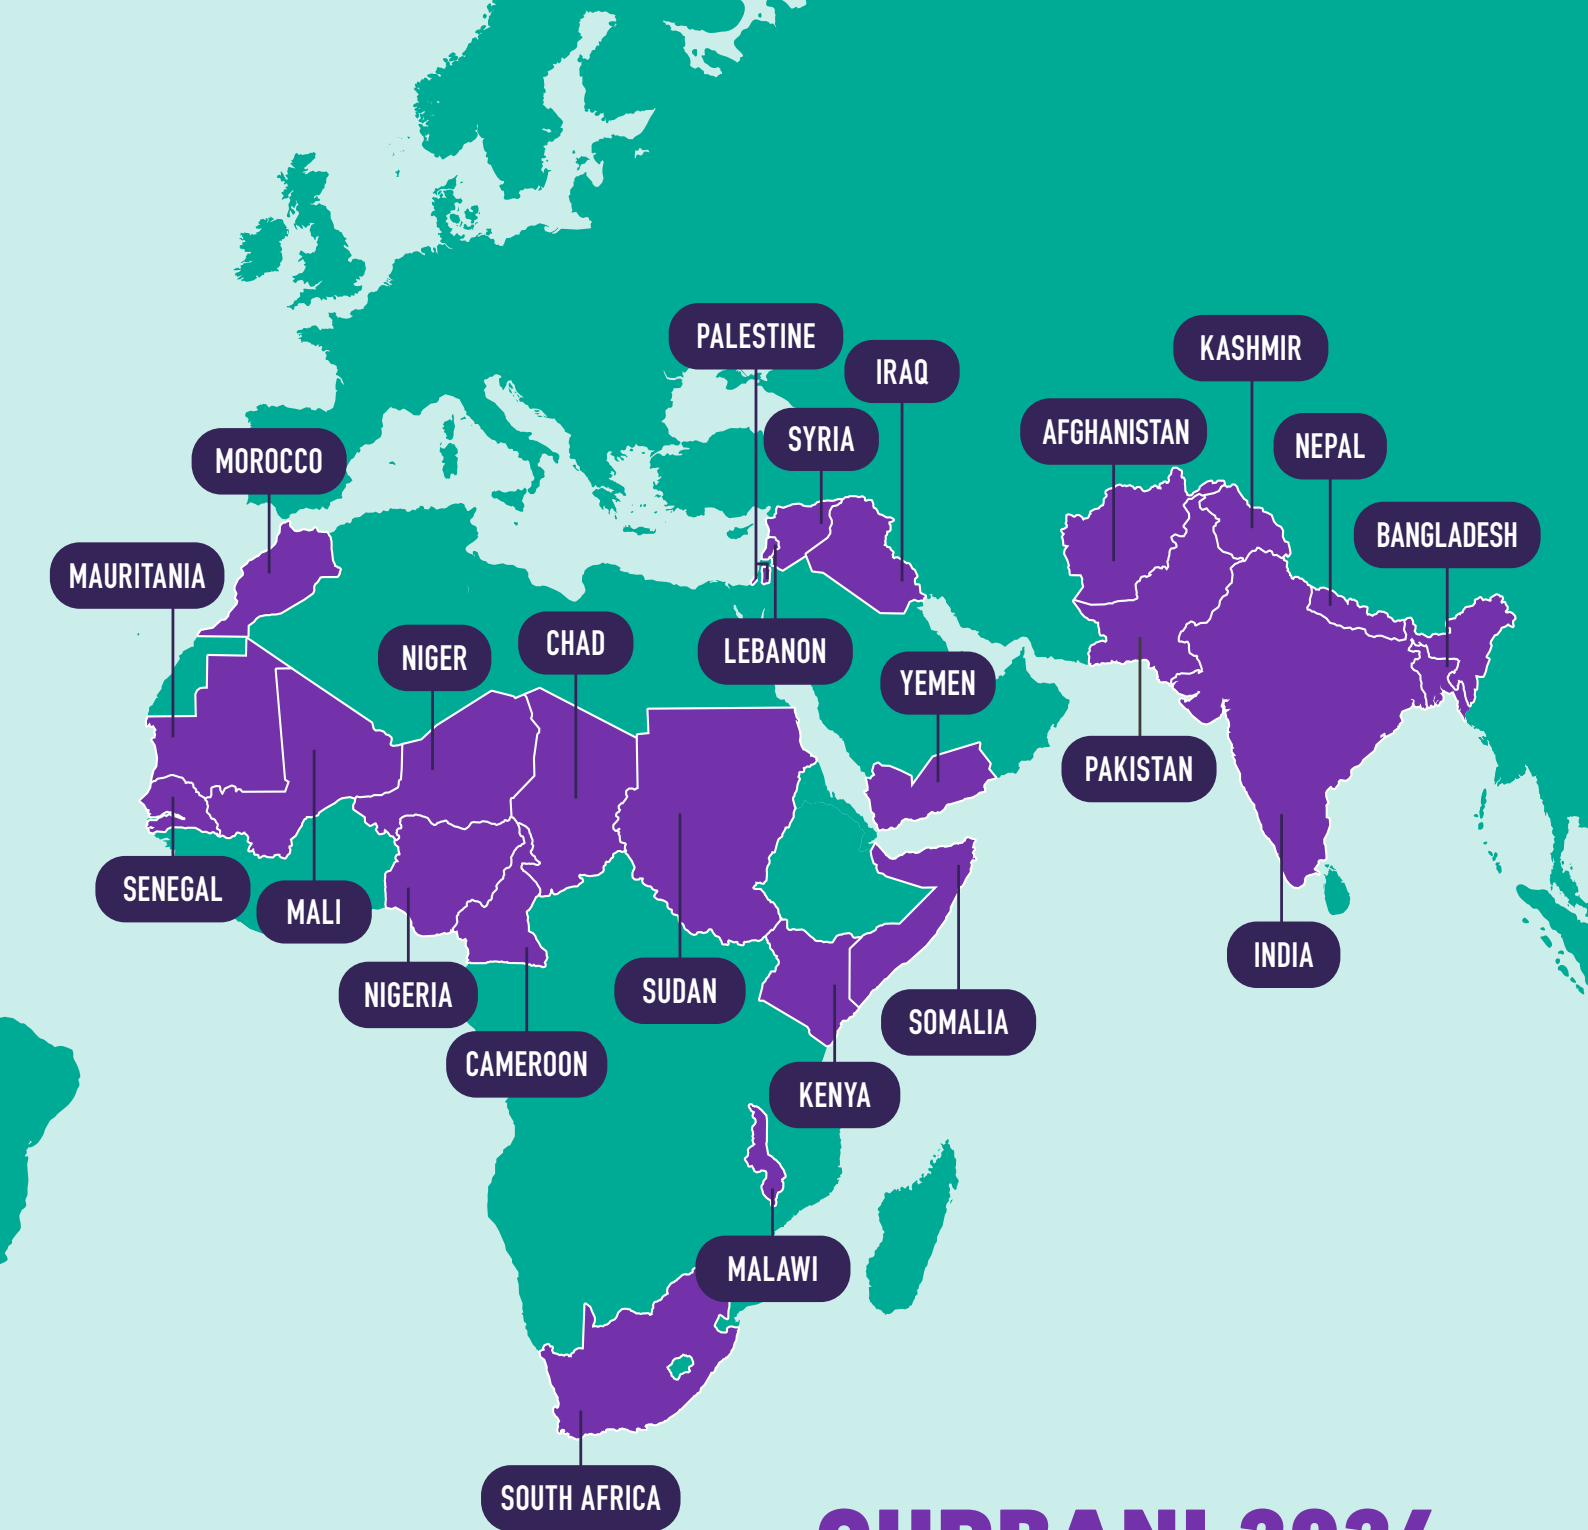 PALESTINE
KASHMIR
IRAQ
AFGHANISTAN
SYRIA
NEPAL
MOROCCO
BANGLADESH
MAURITANIA
CHAD
NIGER
LEBANON
YEMEN
PAKISTAN
SENEGAL
MALI
INDIA
NIGERIA
SUDAN
SOMALIA
CAMEROON
KENYA
MALAWI
SOUTH AFRICA